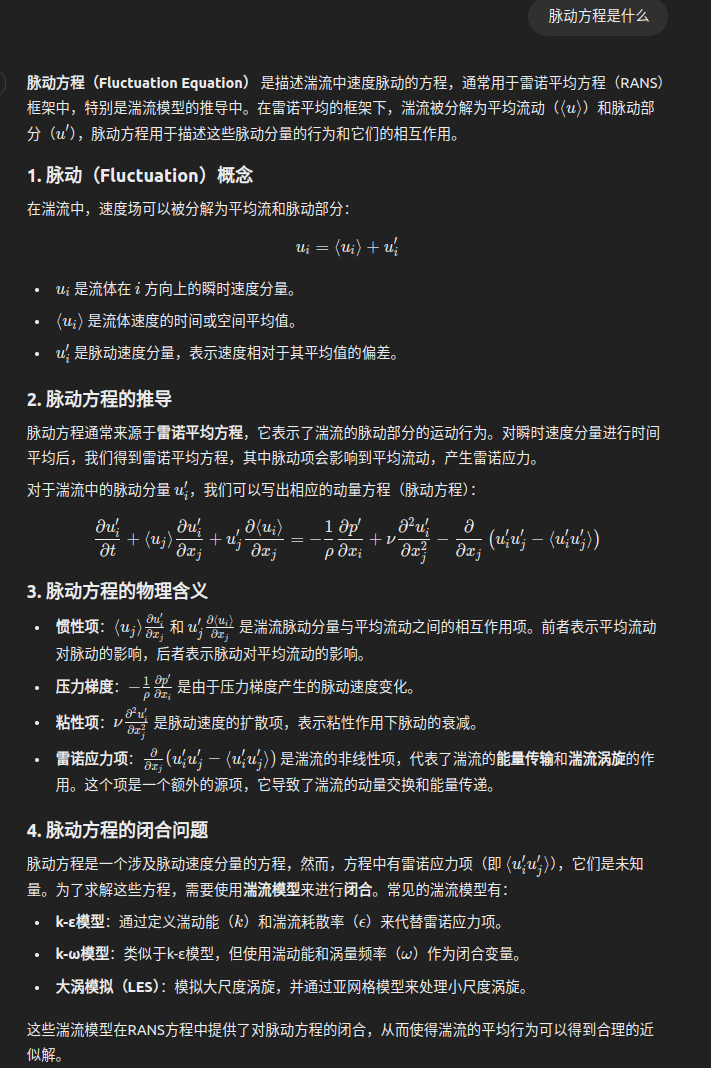 脉动方程是什么
脉动方程（Fluctuation Equation） 是描述湍流中速度脉动的方程，通常用于雷诺平均方程（RANS）
框架中，特别是湍流模型的推导中。在雷诺平均的框架下，湍流被分解为平均流动（⟨u⟩）和脉动部
分（u′），脉动方程用于描述这些脉动分量的行为和它们的相互作用。
1. 脉动（Fluctuation）概念
在湍流中，速度场可以被分解为平均流和脉动部分：
$u_i = \langle u_i \rangle + u_i'$
• $u_i$ 是流体在 $i$ 方向上的瞬时速度分量。
• $\langle u_i \rangle$ 是流体速度的时间或空间平均值。
• $u_i'$ 是脉动速度分量，表示速度相对于其平均值的偏差。
2. 脉动方程的推导
脉动方程通常来源于雷诺平均方程，它表示了湍流的脉动部分的运动行为。对瞬时速度分量进行时间
平均后，我们得到雷诺平均方程，其中脉动项会影响到平均流动，产生雷诺应力。
对于湍流中的脉动分量 $u_i'$，我们可以写出相应的动量方程（脉动方程）：
$\frac{\partial u_i'}{\partial t} + \langle u_j \rangle \frac{\partial u_i'}{\partial x_j} + u_j' \frac{\partial \langle u_i \rangle}{\partial x_j} = -\frac{1}{\rho} \frac{\partial p'}{\partial x_i} + \nu \frac{\partial^2 u_i'}{\partial x_j^2} - \frac{\partial}{\partial x_j} \left( u_i' u_j' - \langle u_i' u_j' \rangle \right)$
3. 脉动方程的物理含义
• 惯性项：$\langle u_j \rangle \frac{\partial u_i'}{\partial x_j}$ 和 $u_j' \frac{\partial \langle u_i \rangle}{\partial x_j}$ 是湍流脉动分量与平均流动之间的相互作用项。前者表示平均流动
对脉动的影响，后者表示脉动对平均流动的影响。
• 压力梯度：$-\frac{1}{\rho} \frac{\partial p'}{\partial x_i}$ 是由于压力梯度产生的脉动速度变化。
• 粘性项：$\nu \frac{\partial^2 u_i'}{\partial x_j^2}$ 是脉动速度的扩散项，表示粘性作用下脉动的衰减。
• 雷诺应力项：$\frac{\partial}{\partial x_j} (u_i' u_j' - \langle u_i' u_j' \rangle)$ 是湍流的非线性项，代表了湍流的能量传输和湍流涡旋的作
用。这个项是一个额外的源项，它导致了湍流的动量交换和能量传递。
4. 脉动方程的闭合问题
脉动方程是一个涉及脉动速度分量的方程，然而，方程中有雷诺应力项（即 $\langle u_i' u_j' \rangle$），它们是未知
量。为了求解这些方程，需要使用湍流模型来进行闭合。常见的湍流模型有：
• k-ε模型：通过定义湍动能（$k$）和湍流耗散率（$\epsilon$）来代替雷诺应力项。
• k-ω模型：类似于k-ε模型，但使用湍动能和涡量频率（$\omega$）作为闭合变量。
• 大涡模拟（LES）：模拟大尺度涡旋，并通过亚网格模型来处理小尺度涡旋。
这些湍流模型在RANS方程中提供了对脉动方程的闭合，从而使得湍流的平均行为可以得到合理的近
似解。